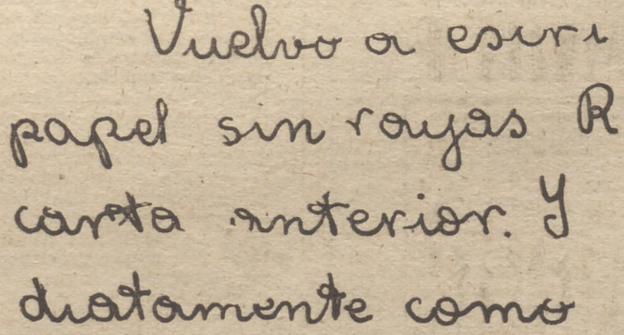 Vuelvo a escri
papel sin rayas R
carta anterior. Y
diatamente como